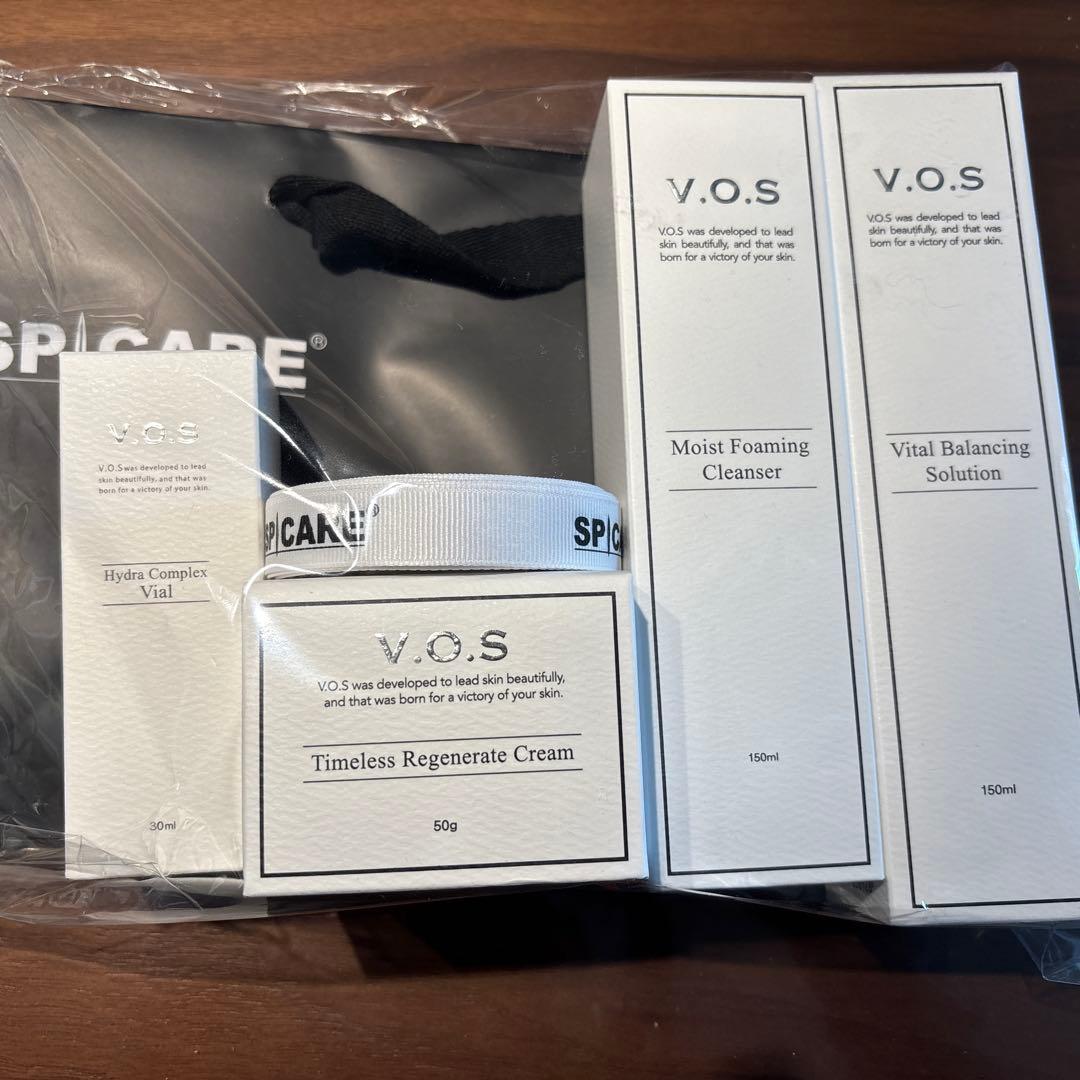 SP|CARE®
V.O.S
V.O.S was developed to lead
skin beautifully, and that was
born for a victory of your skin.
Hydra Complex
Vial
30ml
SP|CARE®
SP|C
V.O.S
V.O.S was developed to lead skin beautifully,
and that was born for a victory of your skin.
Timeless Regenerate Cream
50g
V.O.S
V.O.S was developed to lead
skin beautifully, and that was
born for a victory of your skin.
Moist Foaming
Cleanser
150ml
V.O.S
V.O.S was developed to lead
skin beautifully, and that was
born for a victory of your skin.
Vital Balancing
Solution
150ml